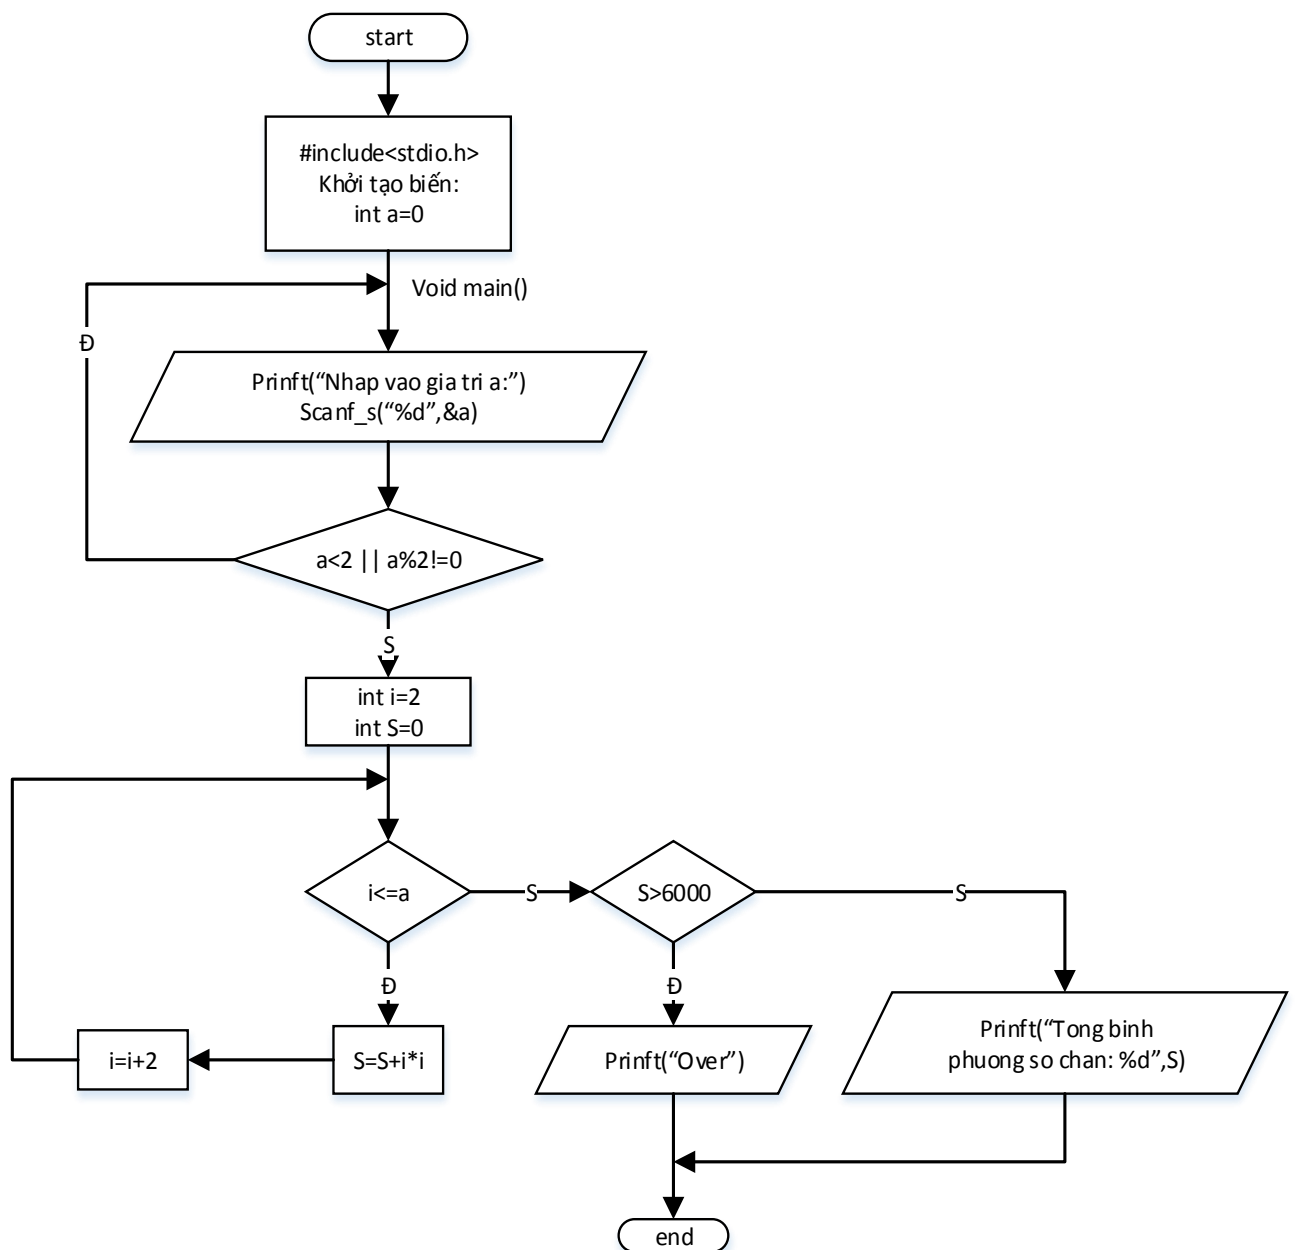 start
#include<stdio.h>
Khởi tạo biến:
int a=0
Void main()
Đ
Prinft(“Nhap vao gia tri a:”)
Scanf_s(“%d”,&a)
a<2 || a%2!=0
S
int i=2
int S=0
i<=a
S
S>6000
S
Đ
Đ
i=i+2
S=S+i*i
Prinft(“Over”)
Prinft(“Tong binh
phuong so chan: %d”,S)
end